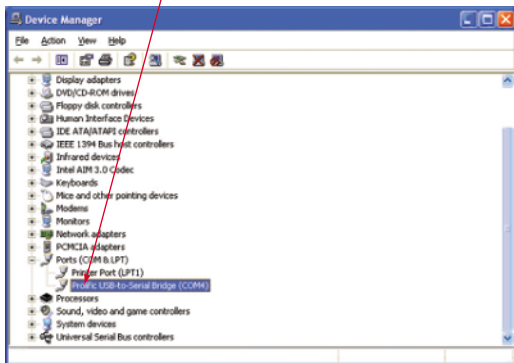 Device Manager
File Action View Help
Display adapters
DVD/CD-ROM drives
Floppy disk controllers
Human Interface Devices
IDE ATA/ATAPI controllers
IEEE 1394 Bus host controllers
Infrared devices
Intel AIM 3.0 Codec
Keyboards
Mice and other pointing devices
Modems
Monitors
Network adapters
PCMCIA adapters
Ports (COM & LPT)
Printer Port (LPT1)
Prolific USB-to-Serial Bridge (COM4)
Processors
Sound, video and game controllers
System devices
Universal Serial Bus controllers